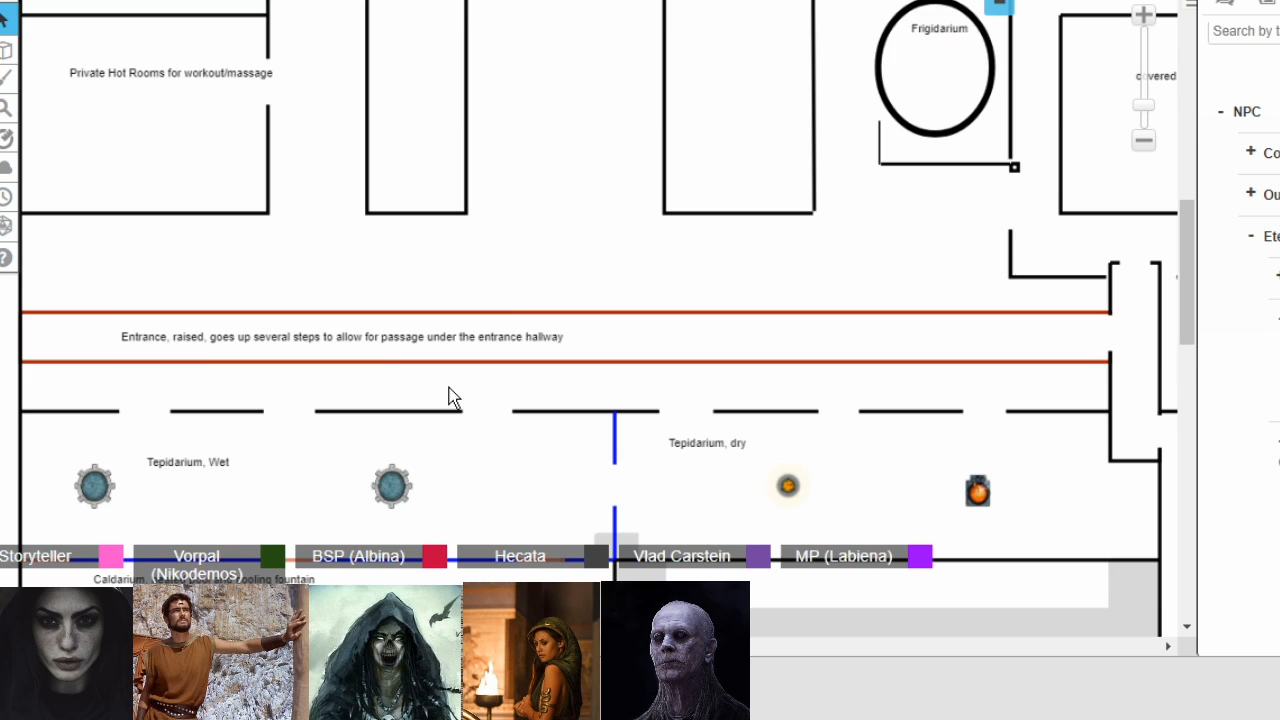 Frigidarium
Search by t
Private Hot Rooms for workout/massage
covered
- NPC
+ Co
+ Ou
- Ete
Entrance, raised, goes up several steps to allow for passage under the entrance hallway
Tepidarium, dry
Tepidarium, Wet
Storyteller
Vorpal (Nikodemos)
BSP (Albina)
Hecata
Vlad Carstein
MP (Labiena)
Caldarium, cooling fountain